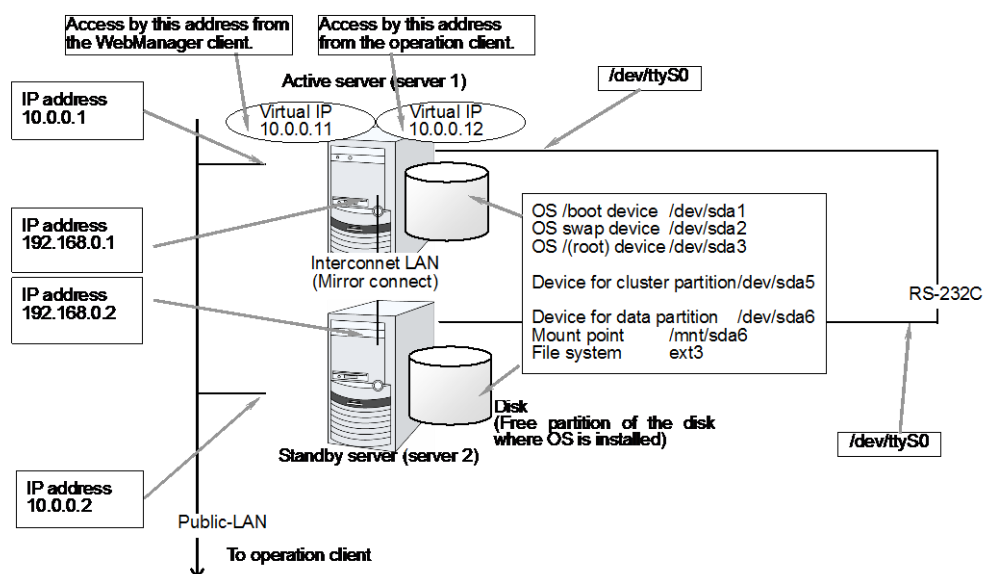 Access by this address from
the WebManager client.
Access by this address
from the operation client.
/dev/ttyS0
Active server (server 1)
IP address
10.0.0.1
Virtual IP
10.0.0.11
Virtual IP
10.0.0.12
IP address
192.168.0.1
OS /boot device /dev/sda1
OS swap device /dev/sda2
OS /(root) device /dev/sda3
Device for cluster partition/dev/sda5
Device for data partition /dev/sda6
Mount point /mnt/sda6
File system ext3
Interconnet LAN
(Mirror connect)
RS-232C
IP address
192.168.0.2
Disk
(Free partition of the disk
where OS is installed)
/dev/ttyS0
Standby server (server 2)
IP address
10.0.0.2
Public-LAN
To operation client